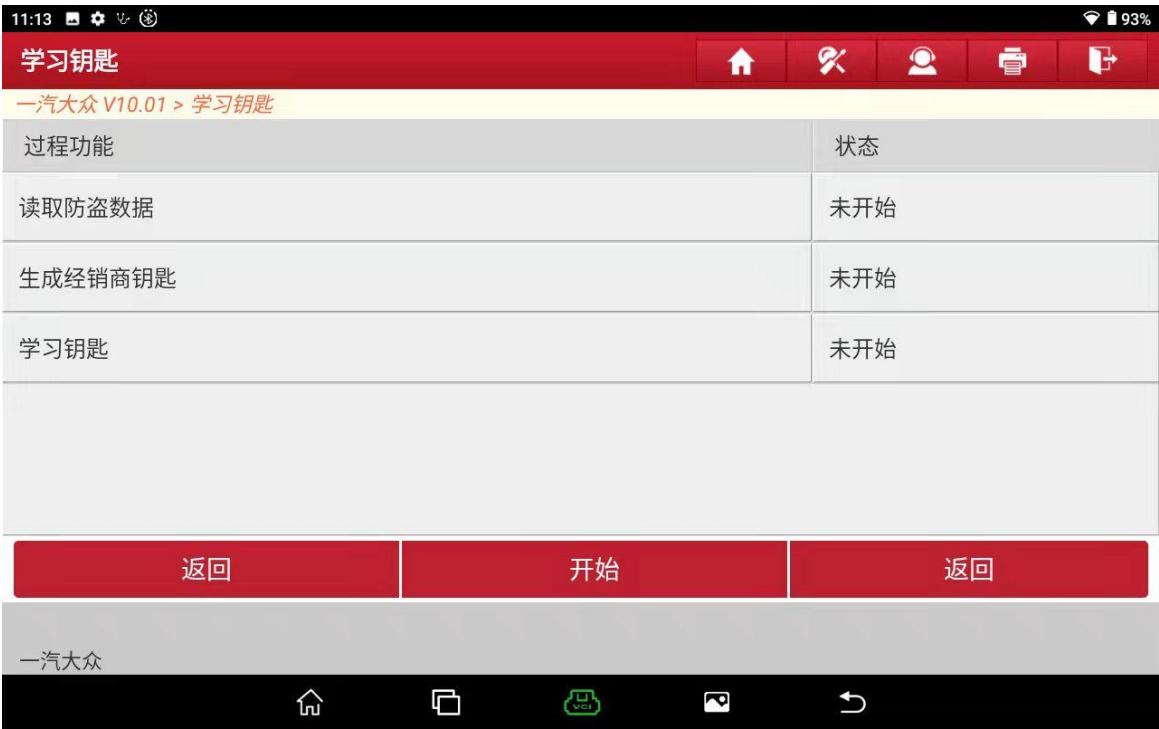 11:13 93%
学习钥匙
一汽大众 V10.01 > 学习钥匙
过程功能 状态
读取防盗数据 未开始
生成经销商钥匙 未开始
学习钥匙 未开始
返回 开始 返回
一汽大众
VCI